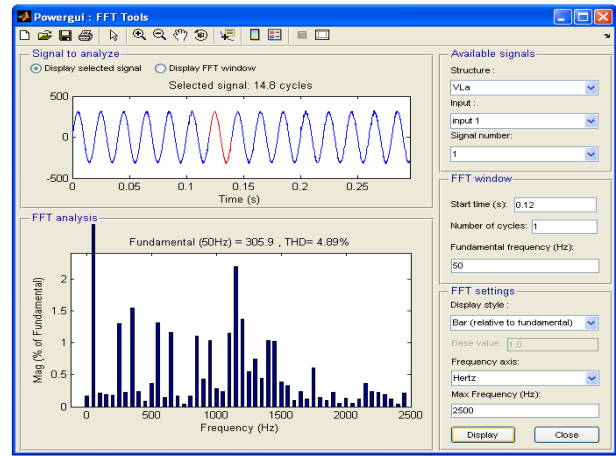 Powergui : FFT Tools
Signal to analyze
Display selected signal
Display FFT window
Selected signal: 14.8 cycles
500
0
-500
0
0.05
0.1
0.15
0.2
0.25
Time (s)
FFT analysis
Fundamental (50Hz) = 305.9 , THD= 4.89%
Mag (% of Fundamental)
2
1.5
1
0.5
0
0
500
1000
1500
2000
2500
Frequency (Hz)
Available signals
Structure :
VLa
Input :
input 1
Signal number:
1
FFT window
Start time (s): 0.12
Number of cycles: 1
Fundamental frequency (Hz):
50
FFT settings
Display style :
Bar (relative to fundamental)
Base value: 1.0
Frequency axis:
Hertz
Max Frequency (Hz):
2500
Display
Close